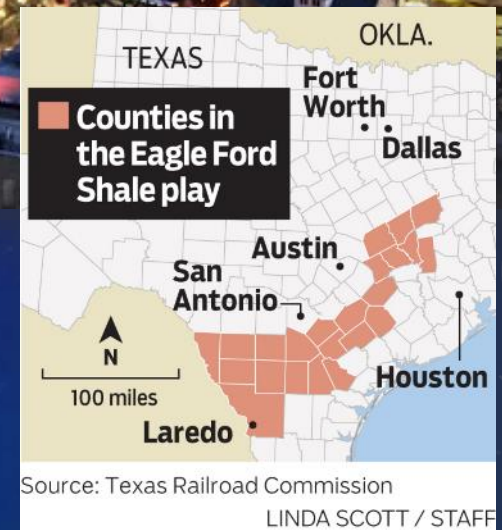 OKLA.
TEXAS
Fort
Worth
Dallas
Counties in
the Eagle Ford
Shale play
Austin
San
Antonio
N
100 miles
Houston
Laredo
Source: Texas Railroad Commission
LINDA SCOTT / STAFF